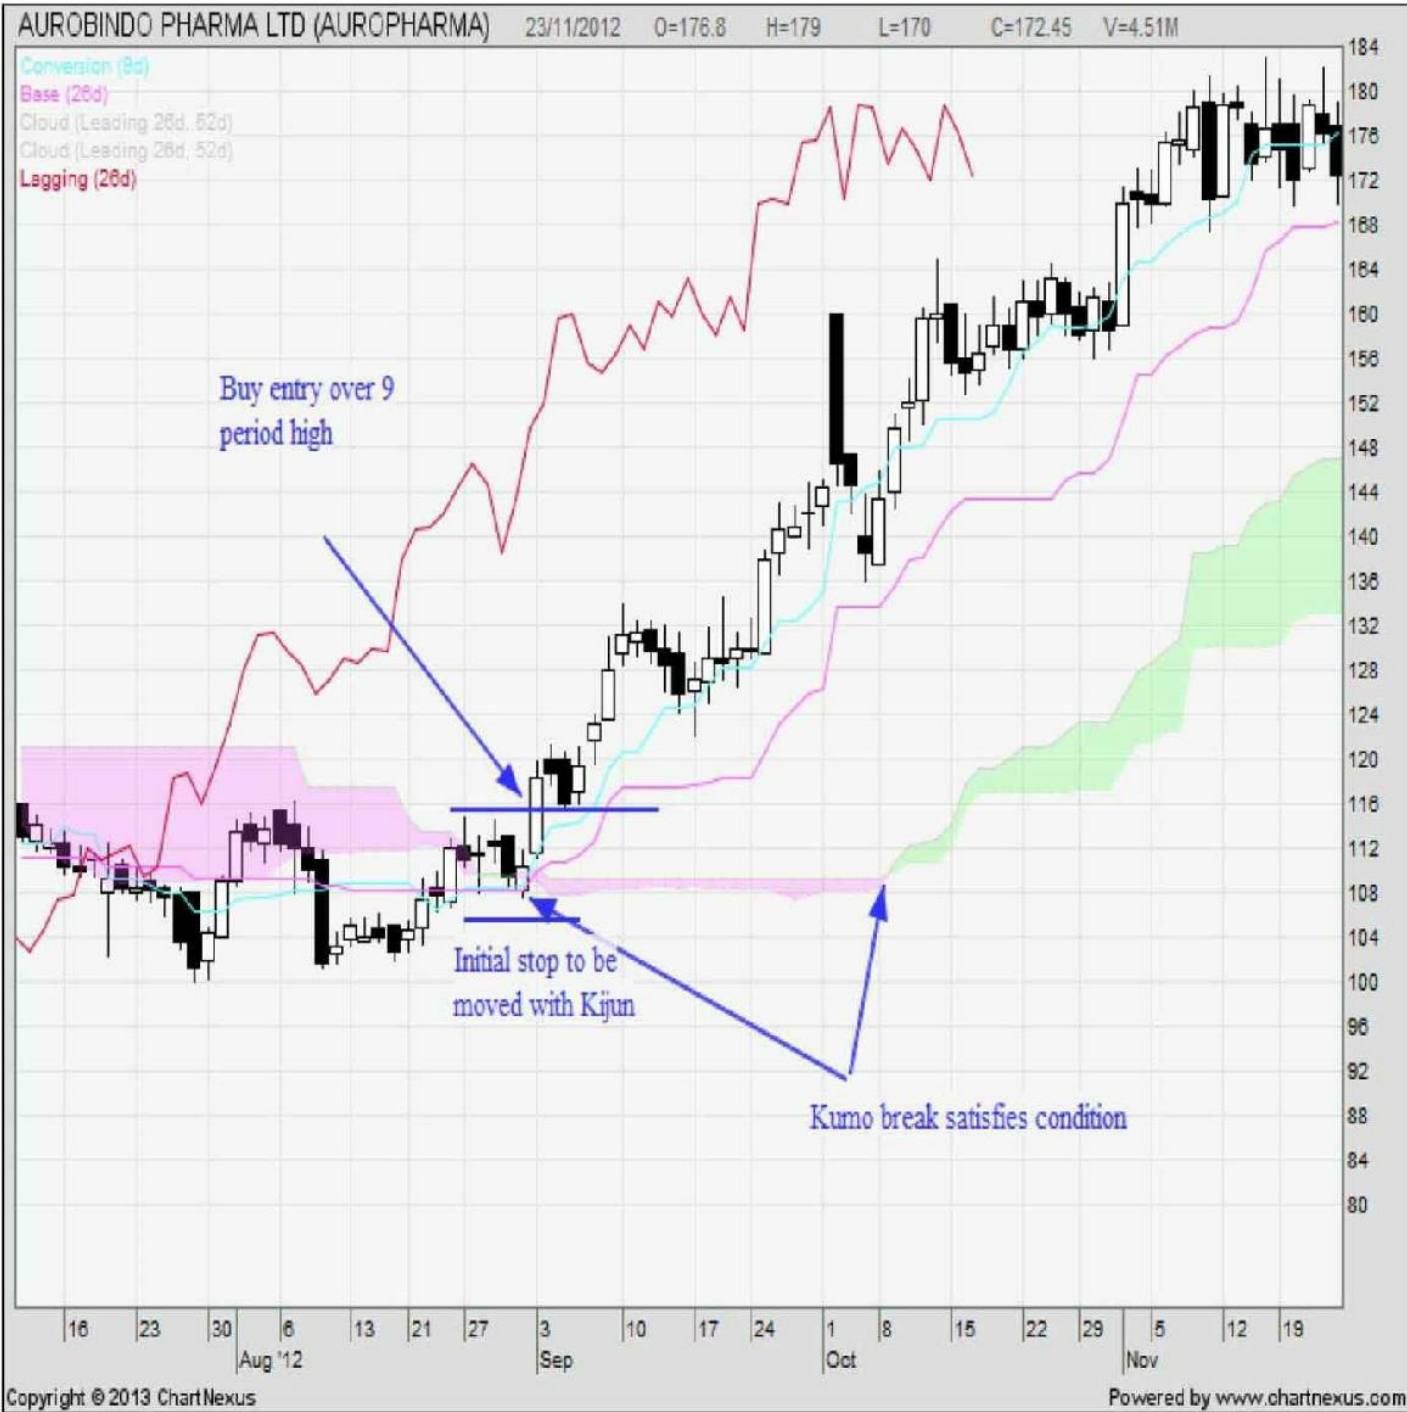 AUROBINDO PHARMA LTD (AUROPHARMA) 23/11/2012 O=176.8 H=179 L=170 C=172.45 V=4.51M
Conversion (9d)
Base (26d)
Cloud (Leading 26d, 52d)
Cloud (Leading 26d, 52d)
Lagging (26d)
184
180
176
172
168
164
160
156
152
148
144
140
136
132
128
124
120
116
112
108
104
100
96
92
88
84
80
Buy entry over 9
period high
Initial stop to be
moved with Kijun
Kumo break satisfies condition
16 23 30 6 13 21 27 3 10 17 24 1 8 15 22 29 5 12 19
Aug '12 Sep Oct Nov
Copyright © 2013 ChartNexus Powered by www.chartnexus.com